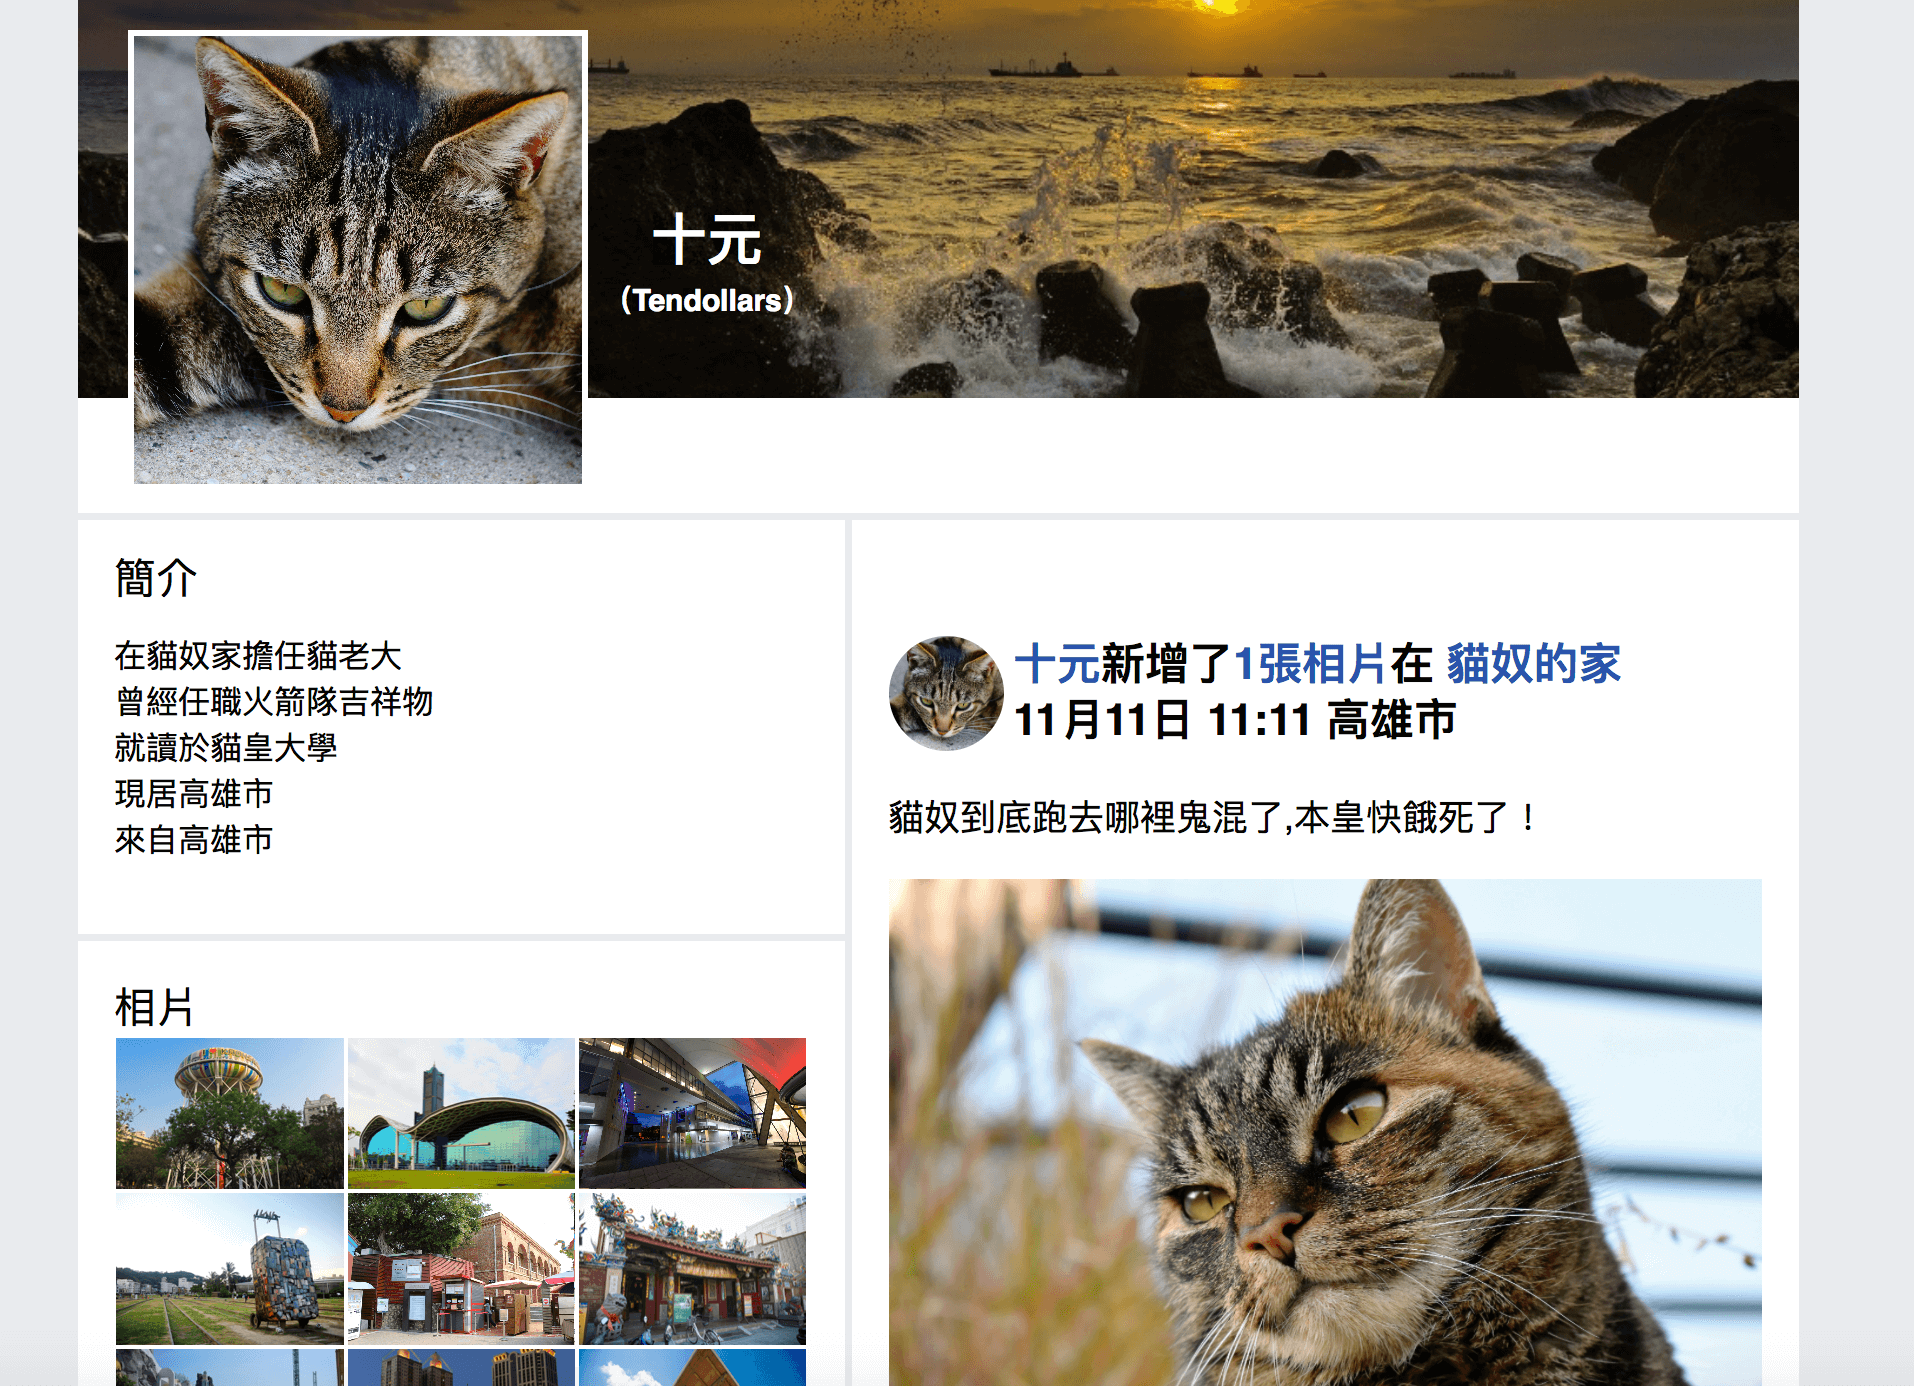 十元
（Tendollars）
簡介
在貓奴家擔任貓老大
曾經任職火箭隊吉祥物
就讀於貓皇大學
現居高雄市
來自高雄市
相片
十元新增了1張相片在 貓奴的家
11月11日 11:11 高雄市
貓奴到底跑去哪裡鬼混了,本皇快餓死了！